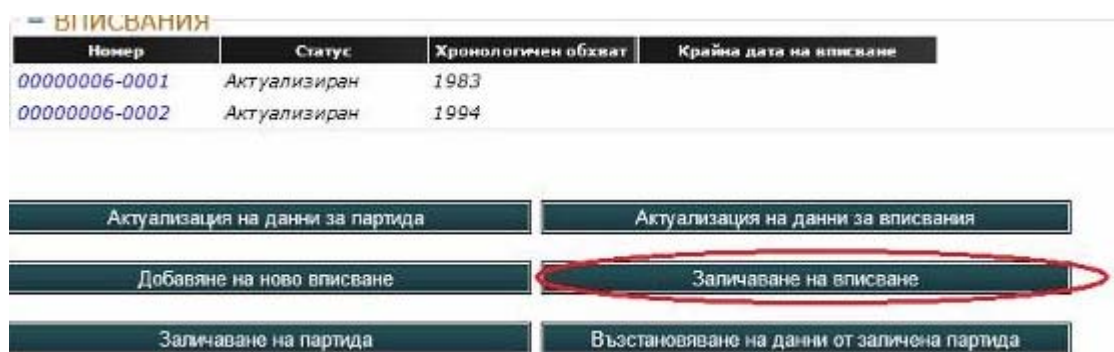 ВПИСВАНИЯ
Номер Статус Хронологичен обхват Крайна дата на вписване
00000006-0001 Актуализиран 1983
00000006-0002 Актуализиран 1994
Актуализация на данни за партида Актуализация на данни за вписвания
Добавяне на ново вписване Заличаване на вписване
Заличаване на партида Възстановяване на данни от заличена партида